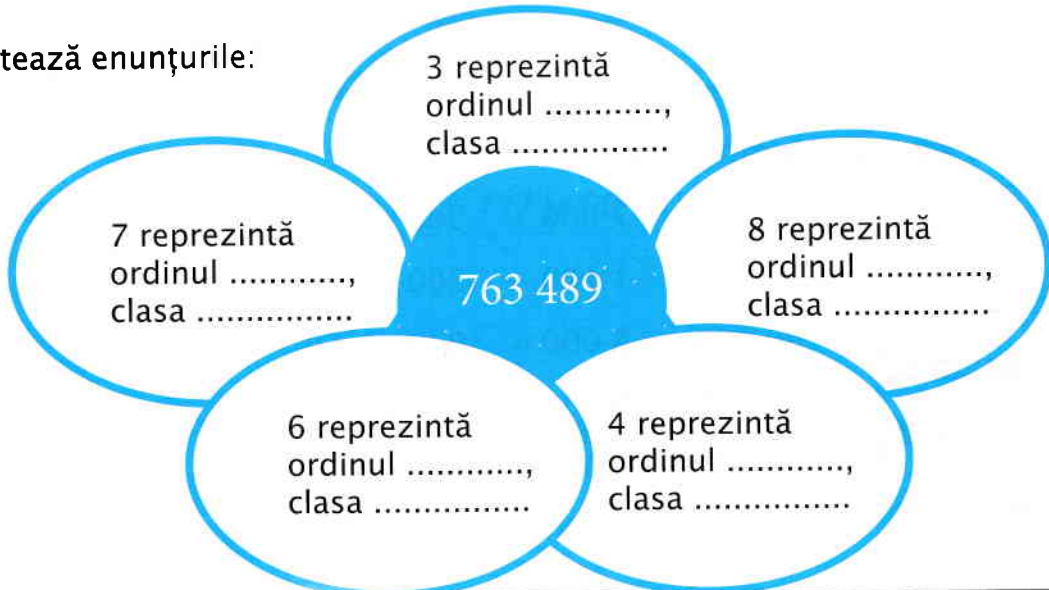 tează enunțurile:
3 reprezintă
ordinul ............,
clasa ................
7 reprezintă
ordinul ............,
clasa ................
763 489
8 reprezintă
ordinul ............,
clasa ................
6 reprezintă
ordinul ............,
clasa ................
4 reprezintă
ordinul ............,
clasa ................